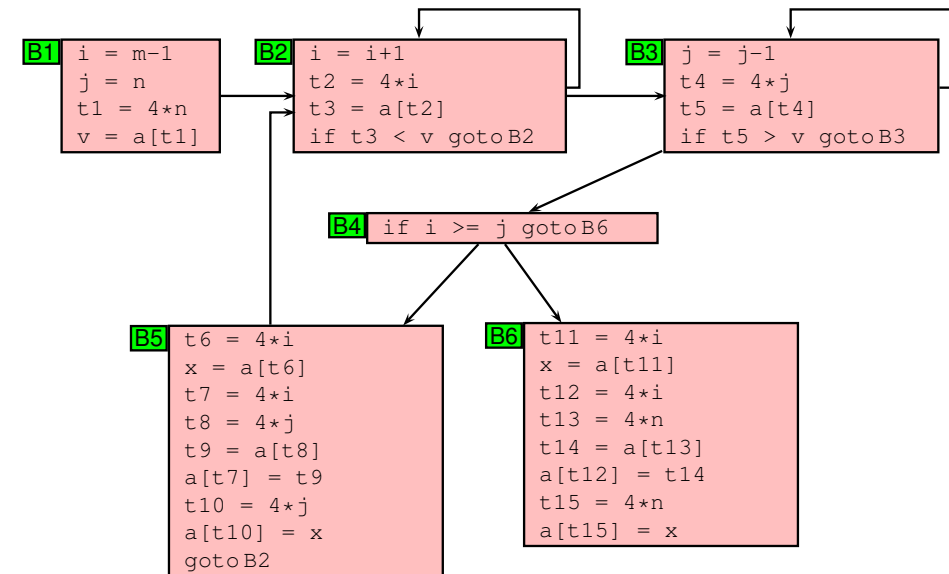 B1
i = m-1
j = n
t1 = 4*n
v = a[t1]
B2
i = i+1
t2 = 4*i
t3 = a[t2]
if t3 < v goto B2
B3
j = j-1
t4 = 4*j
t5 = a[t4]
if t5 > v goto B3
B4
if i >= j goto B6
B5
t6 = 4*i
x = a[t6]
t7 = 4*i
t8 = 4*j
t9 = a[t8]
a[t7] = t9
t10 = 4*j
a[t10] = x
goto B2
B6
t11 = 4*i
x = a[t11]
t12 = 4*i
t13 = 4*n
t14 = a[t13]
a[t12] = t14
t15 = 4*n
a[t15] = x